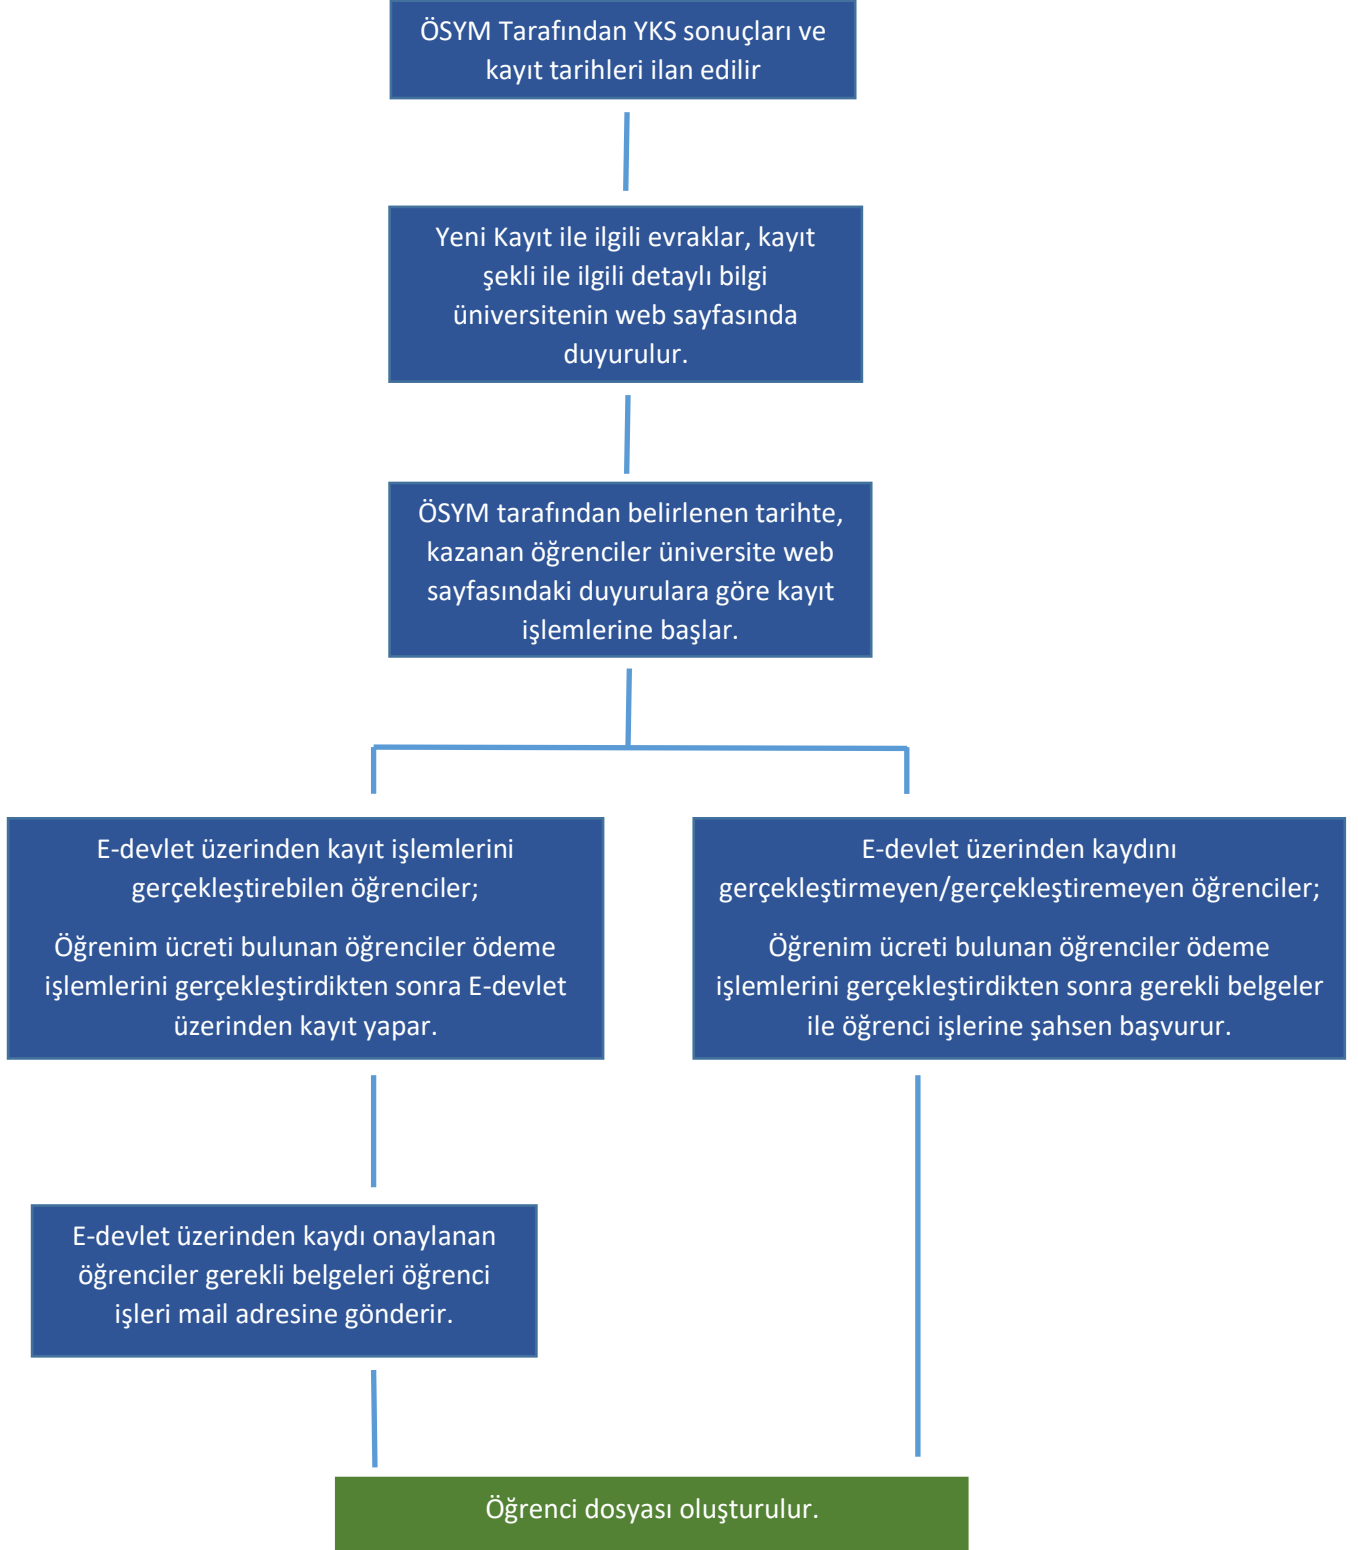 ÖSYM Tarafından YKS sonuçları ve
kayıt tarihleri ilan edilir
Yeni Kayıt ile ilgili evraklar, kayıt
şekli ile ilgili detaylı bilgi
üniversitenin web sayfasında
duyurulur.
ÖSYM tarafından belirlenen tarihte,
kazanan öğrenciler üniversite web
sayfasındaki duyurulara göre kayıt
işlemlerine başlar.
E-devlet üzerinden kayıt işlemlerini
gerçekleştirebilen öğrenciler;
Öğrenim ücreti bulunan öğrenciler ödeme
işlemlerini gerçekleştirdikten sonra E-devlet
üzerinden kayıt yapar.
E-devlet üzerinden kaydını
gerçekleştirmeyen/gerçekleştiremeyen öğrenciler;
Öğrenim ücreti bulunan öğrenciler ödeme
işlemlerini gerçekleştirdikten sonra gerekli belgeler
ile öğrenci işlerine şahsen başvurur.
E-devlet üzerinden kaydı onaylanan
öğrenciler gerekli belgeleri öğrenci
işleri mail adresine gönderir.
Öğrenci dosyası oluşturulur.